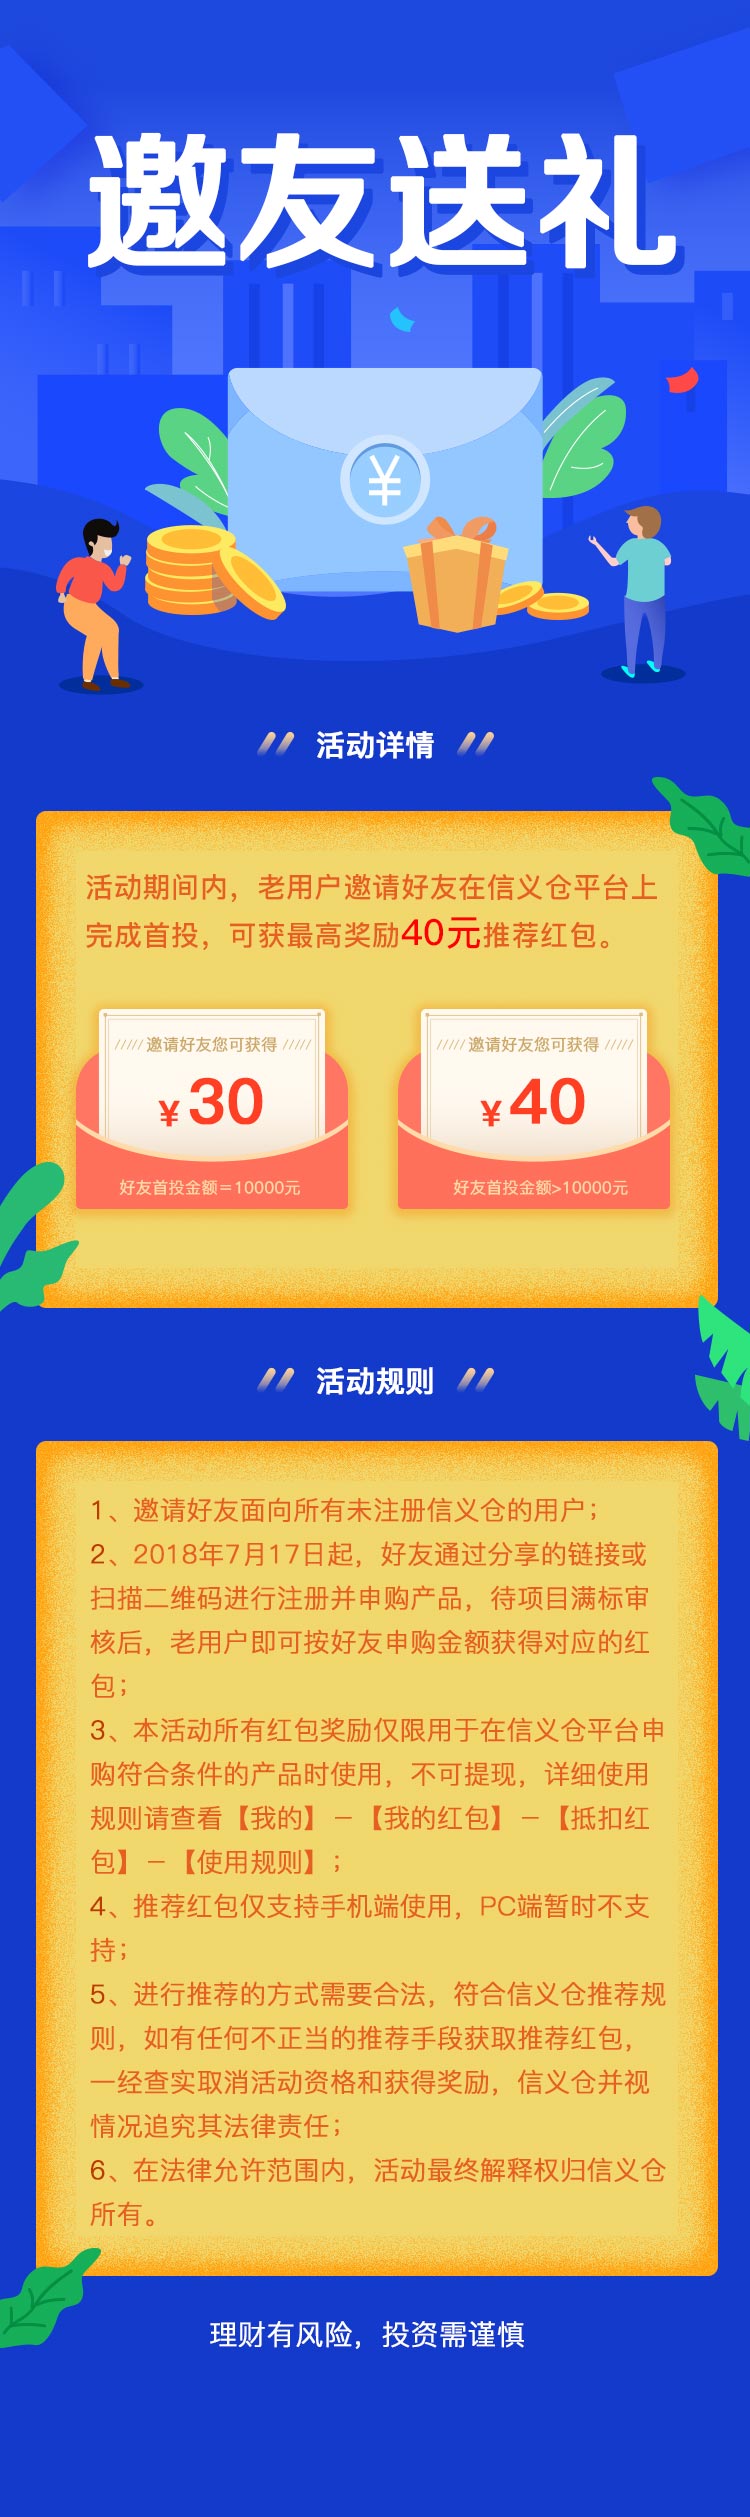 邀友送礼
¥
活动详情
活动期间内，老用户邀请好友在信义仓平台上
完成首投，可获最高奖励40元推荐红包。
邀请好友您可获得
¥30
好友首投金额＝10000元
邀请好友您可获得
¥40
好友首投金额>10000元
活动规则
1、邀请好友面向所有未注册信义仓的用户；
2、2018年7月17日起，好友通过分享的链接或
扫描二维码进行注册并申购产品，待项目满标审
核后，老用户即可按好友申购金额获得对应的红
包；
3、本活动所有红包奖励仅限用于在信义仓平台申
购符合条件的产品时使用，不可提现，详细使用
规则请查看【我的】－【我的红包】－【抵扣红
包】－【使用规则】；
4、推荐红包仅支持手机端使用，PC端暂时不支
持；
5、进行推荐的方式需要合法，符合信义仓推荐规
则，如有任何不正当的推荐手段获取推荐红包，
一经查实取消活动资格和获得奖励，信义仓并视
情况追究其法律责任；
6、在法律允许范围内，活动最终解释权归信义仓
所有。
理财有风险，投资需谨慎